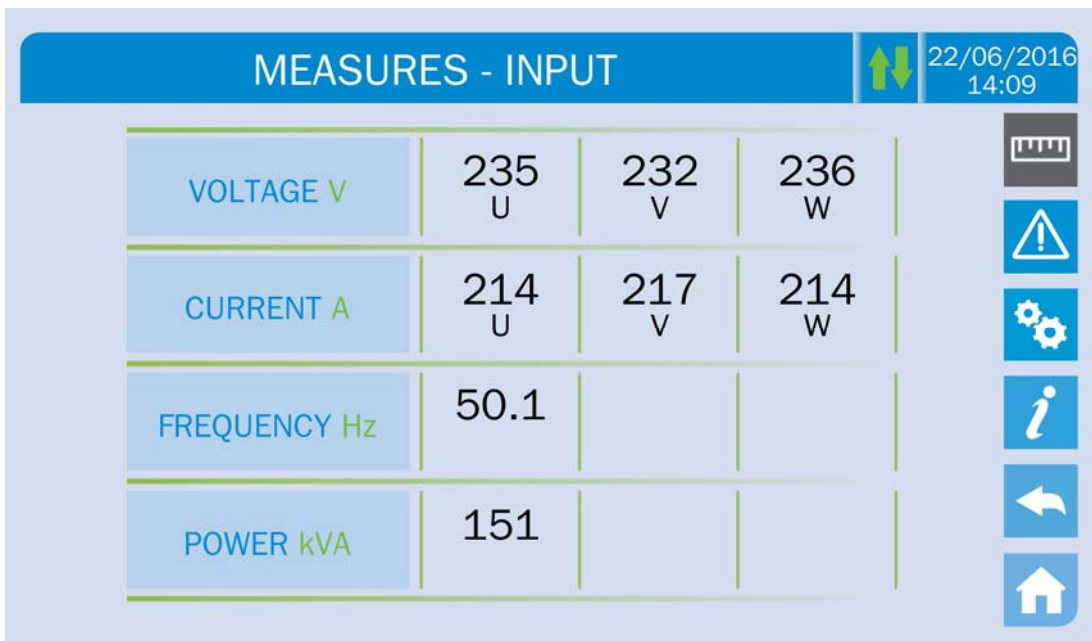 MEASURES - INPUT
22/06/2016
14:09
VOLTAGE V
235
U
232
V
236
W
CURRENT A
214
U
217
V
214
W
FREQUENCY Hz
50.1
POWER kVA
151
i